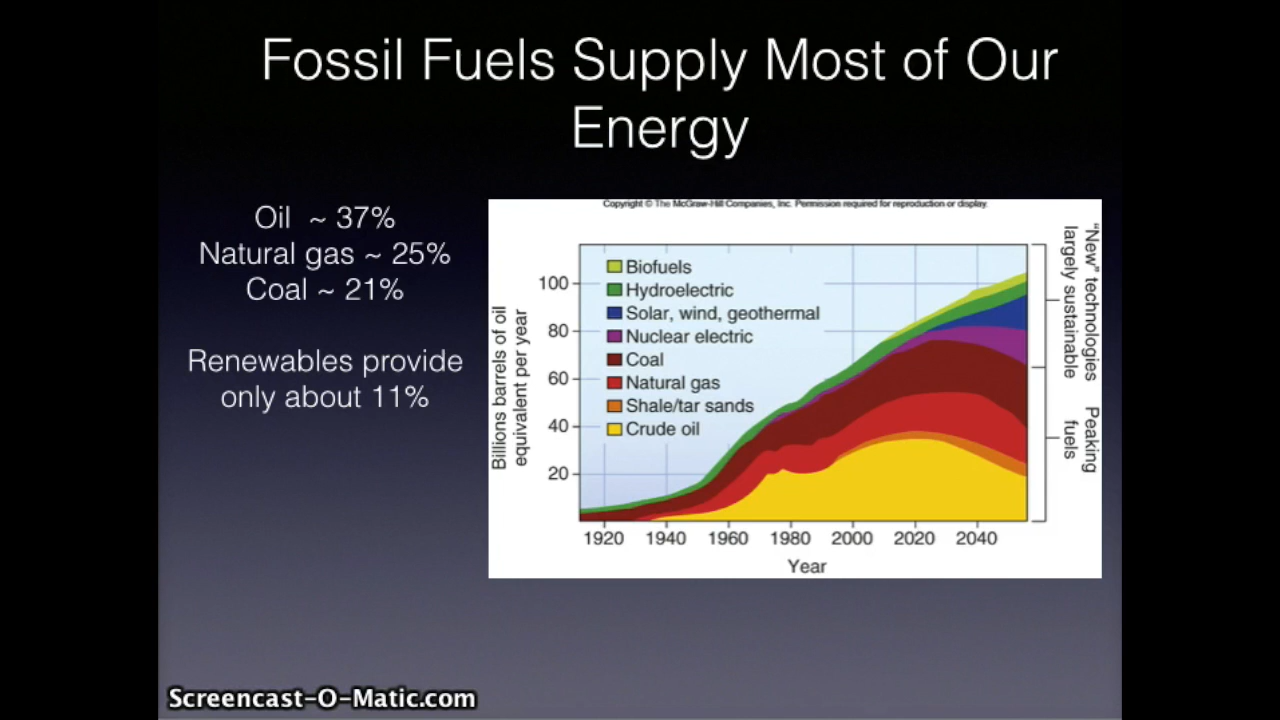 Fossil Fuels Supply Most of Our
Energy
Oil ~ 37%
Natural gas ~ 25%
Coal ~ 21%
Renewables provide
only about 11%
Copyright © The McGraw-Hill Companies, Inc. Permission required for reproduction or display.
Billions barrels of oil
equivalent per year
100
80
60
40
20
Biofuels
Hydroelectric
Solar, wind, geothermal
Nuclear electric
Coal
Natural gas
Shale/tar sands
Crude oil
"New" technologies
largely sustainable
Peaking
fuels
1920 1940 1960 1980 2000 2020 2040
Year
Screencast-O-Matic.com